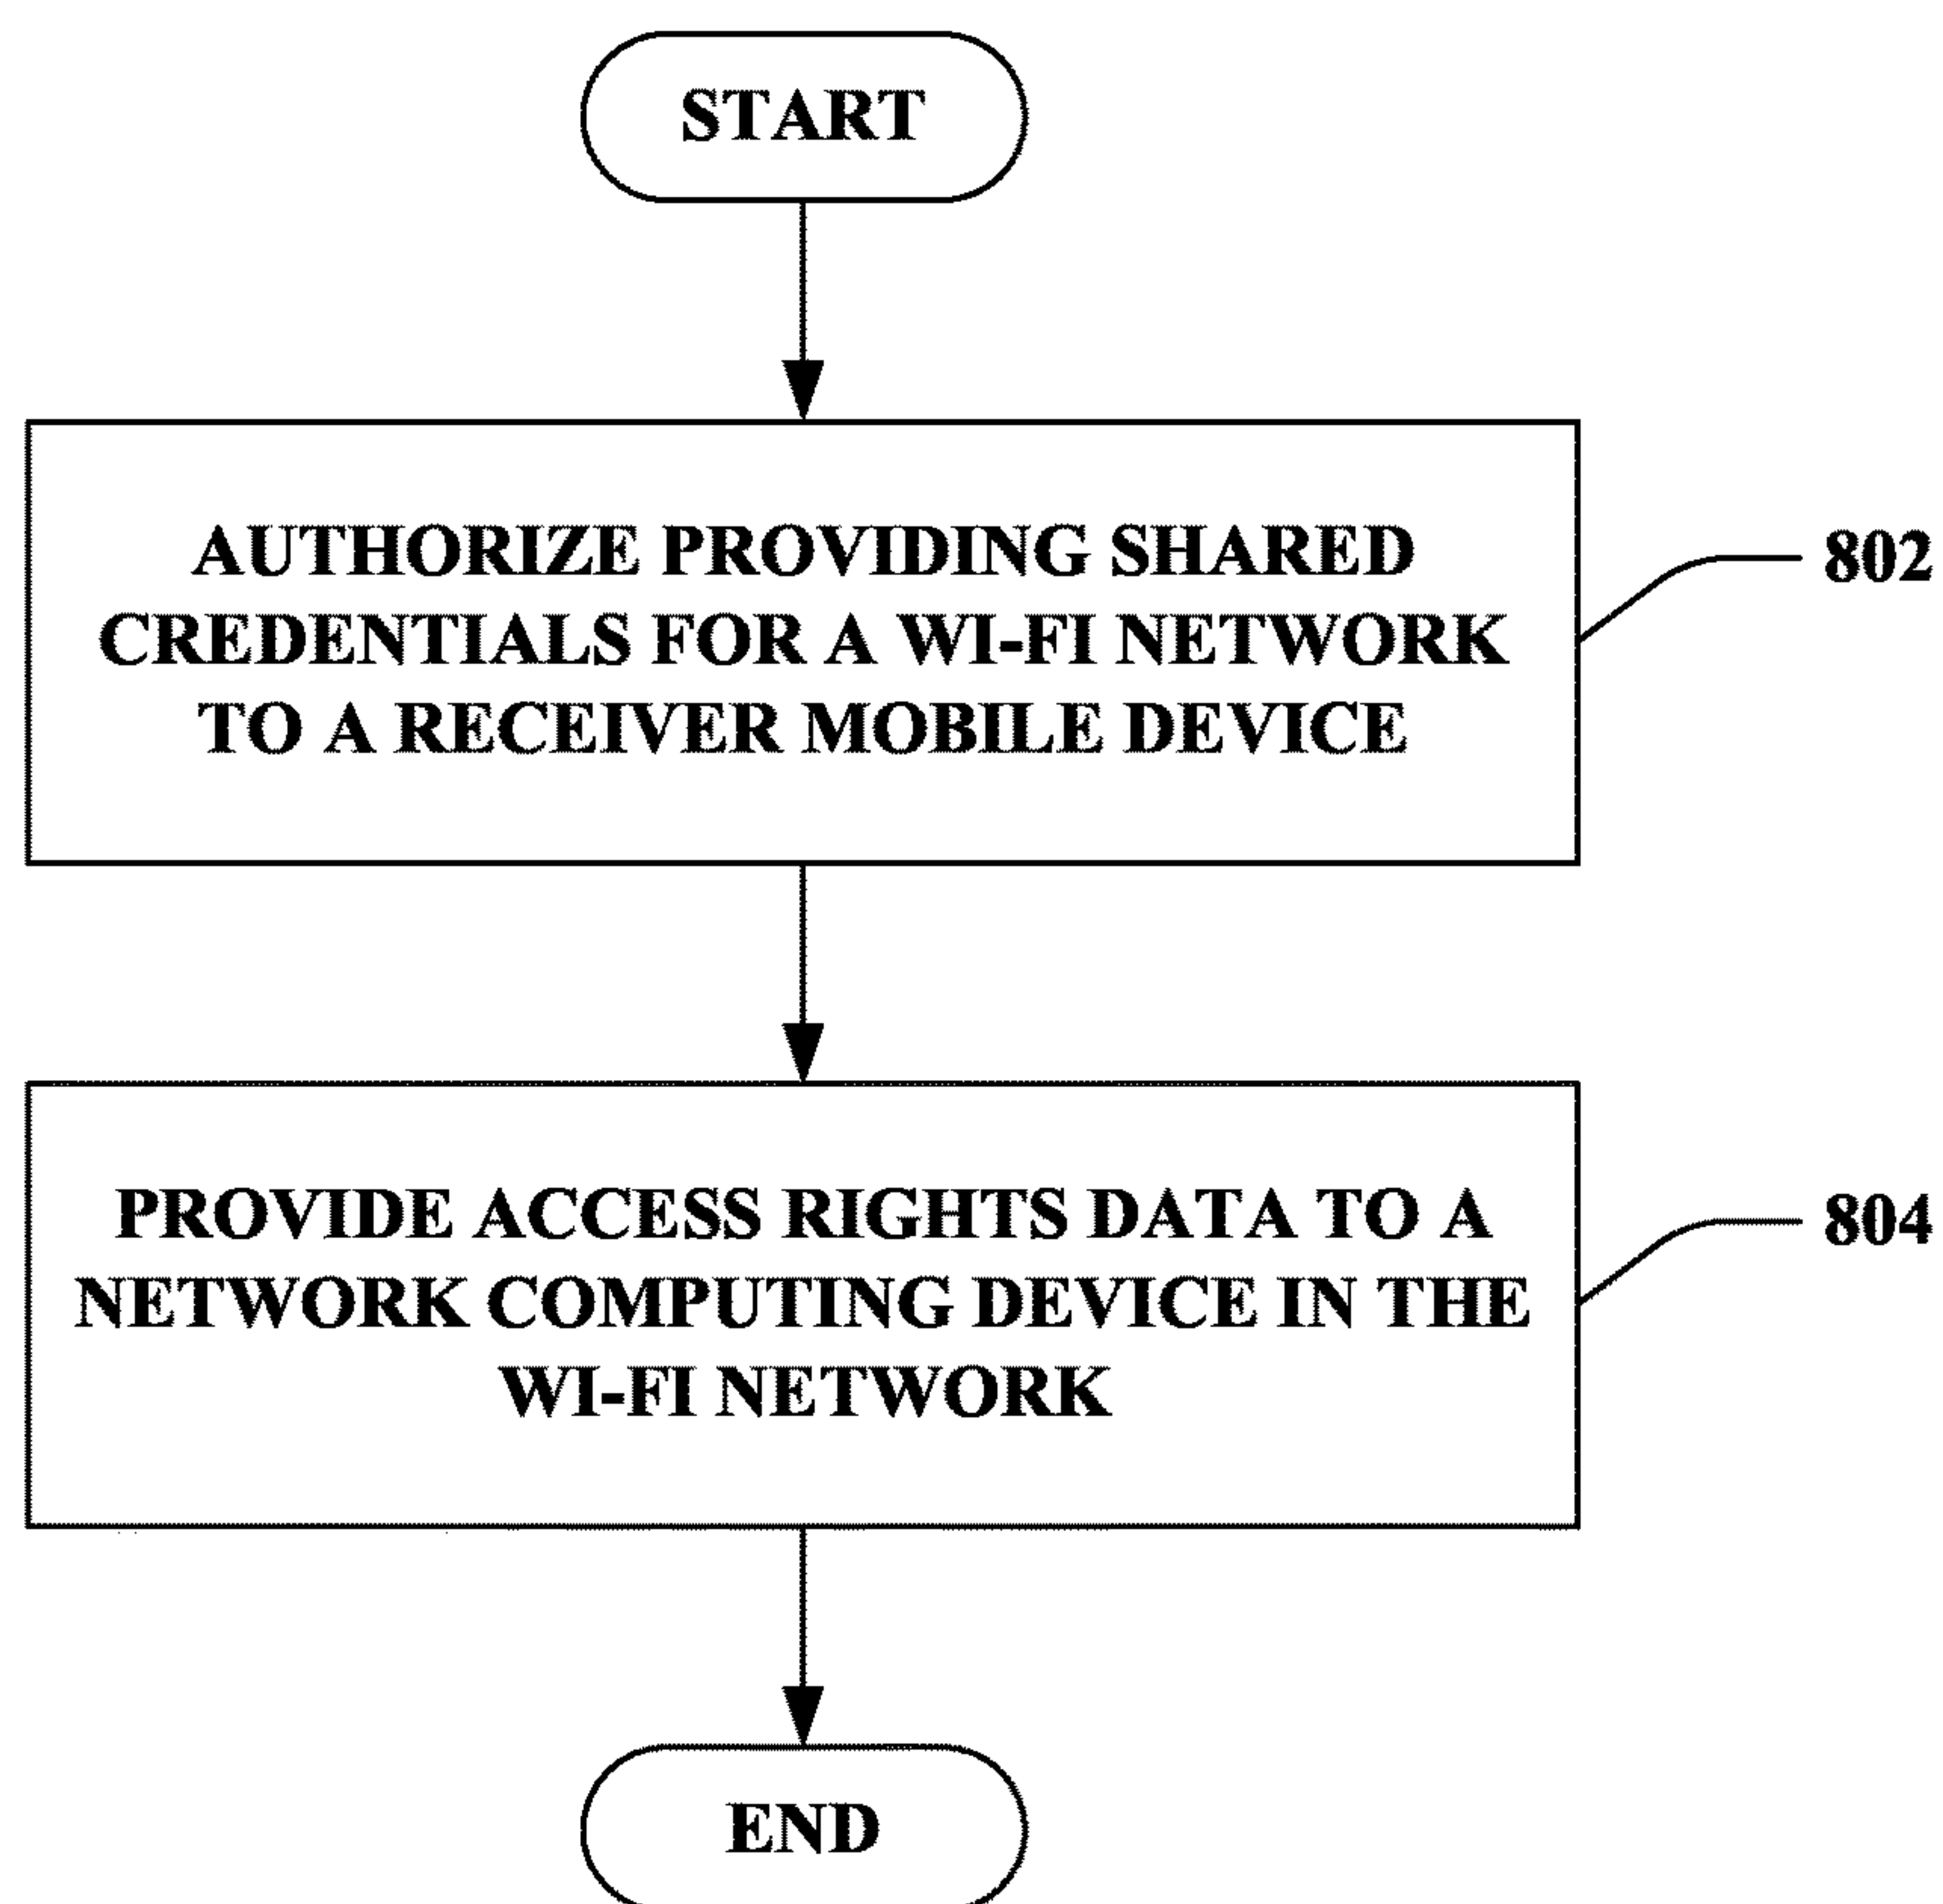 START
AUTHORIZE PROVIDING SHARED
CREDENTIALS FOR A WI-FI NETWORK
TO A RECEIVER MOBILE DEVICE
802
PROVIDE ACCESS RIGHTS DATA TO A
NETWORK COMPUTING DEVICE IN THE
WI-FI NETWORK
804
END